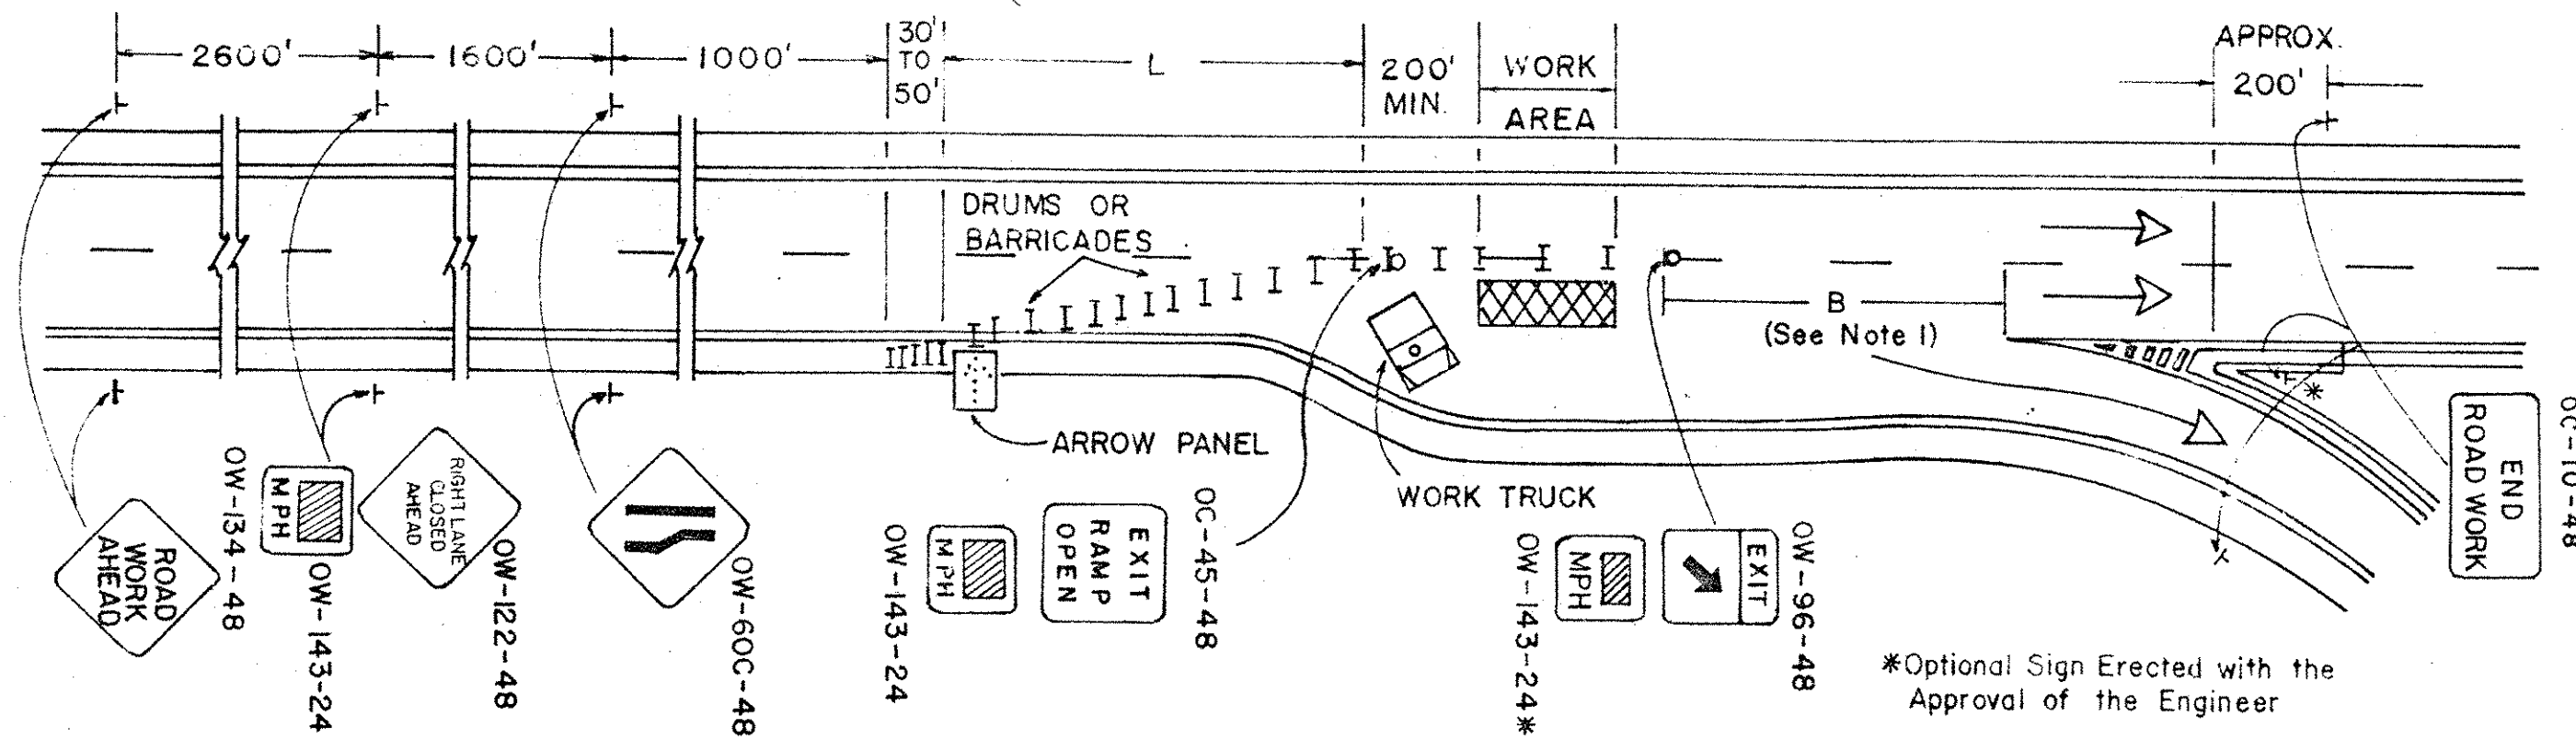 2600'
1600'
1000'
30'
TO
50'
L
200'
MIN.
WORK
AREA
APPROX.
200'
DRUMS OR
BARRICADES
B
(See Note 1)
ARROW PANEL
WORK TRUCK
ROAD
WORK
AHEAD
OW-134-48
MPH
OW-143-24
RIGHT LANE
CLOSED
AHEAD
OW-122-48
OW-60C-48
OW-143-24
MPH
EXIT
RAMP
OPEN
OC-45-48
OW-143-24*
MPH
EXIT
OW-96-48
END
ROAD WORK
OC-10-48
*
*Optional Sign Erected with the
Approval of the Engineer